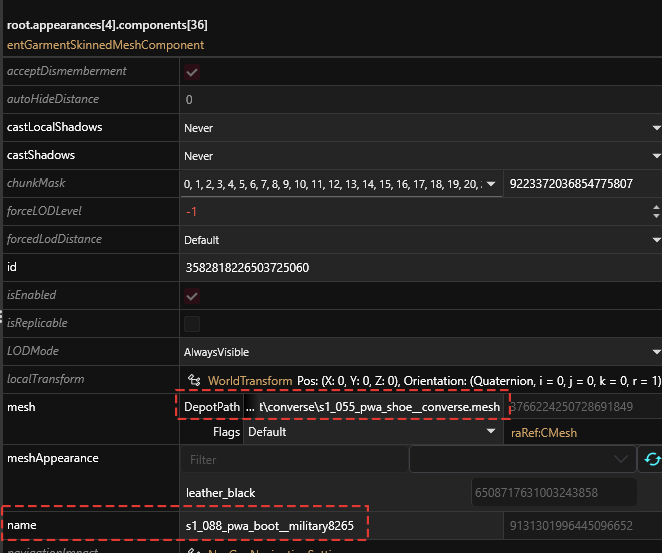 root.appearances[4].components[36]
entGarmentSkinnedMeshComponent
acceptDismemberment
autoHideDistance 0
castLocalShadows Never
castShadows Never
chunkMask 0, 1, 2, 3, 4, 5, 6, 7, 8, 9, 10, 11, 12, 13, 14, 15, 16, 17, 18, 19, 20, 9223372036854775807
forceLODLevel -1
forcedLodDistance Default
id 3582818226503725060
isEnabled
isReplicable
LODMode AlwaysVisible
localTransform WorldTransform Pos: (X: 0, Y: 0, Z: 0), Orientation: (Quaternion, i = 0, j = 0, k = 0, r = 1)
mesh DepotPath ... t\converse\s1_055_pwa_shoe__converse.mesh 3766224250728691849
Flags Default raRef:CMesh
meshAppearance Filter
leather_black 6508717631003243858
name s1_088_pwa_boot__military8265 9131301996445096652